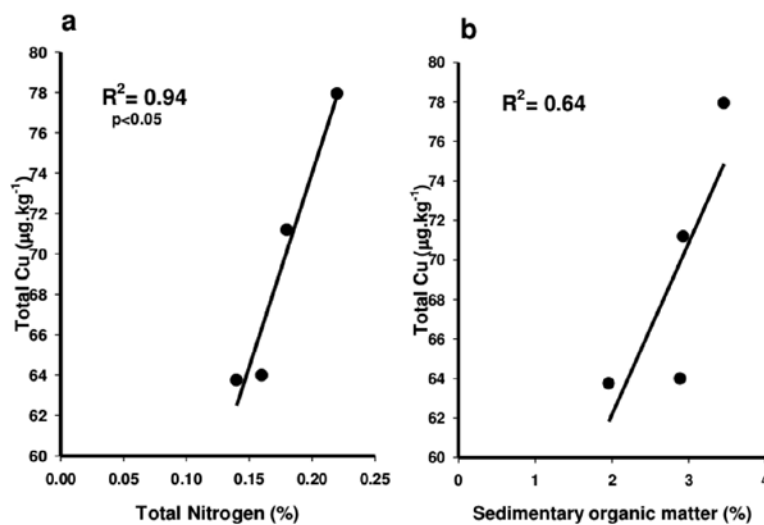 a
R²= 0.94
p<0.05
Total Cu (µg.kg⁻¹)
80
78
76
74
72
70
68
66
64
62
60
0.00 0.05 0.10 0.15 0.20 0.25
Total Nitrogen (%)
b
R²= 0.64
Total Cu (µg.kg⁻¹)
80
78
76
74
72
70
68
66
64
62
60
0 1 2 3 4
Sedimentary organic matter (%)